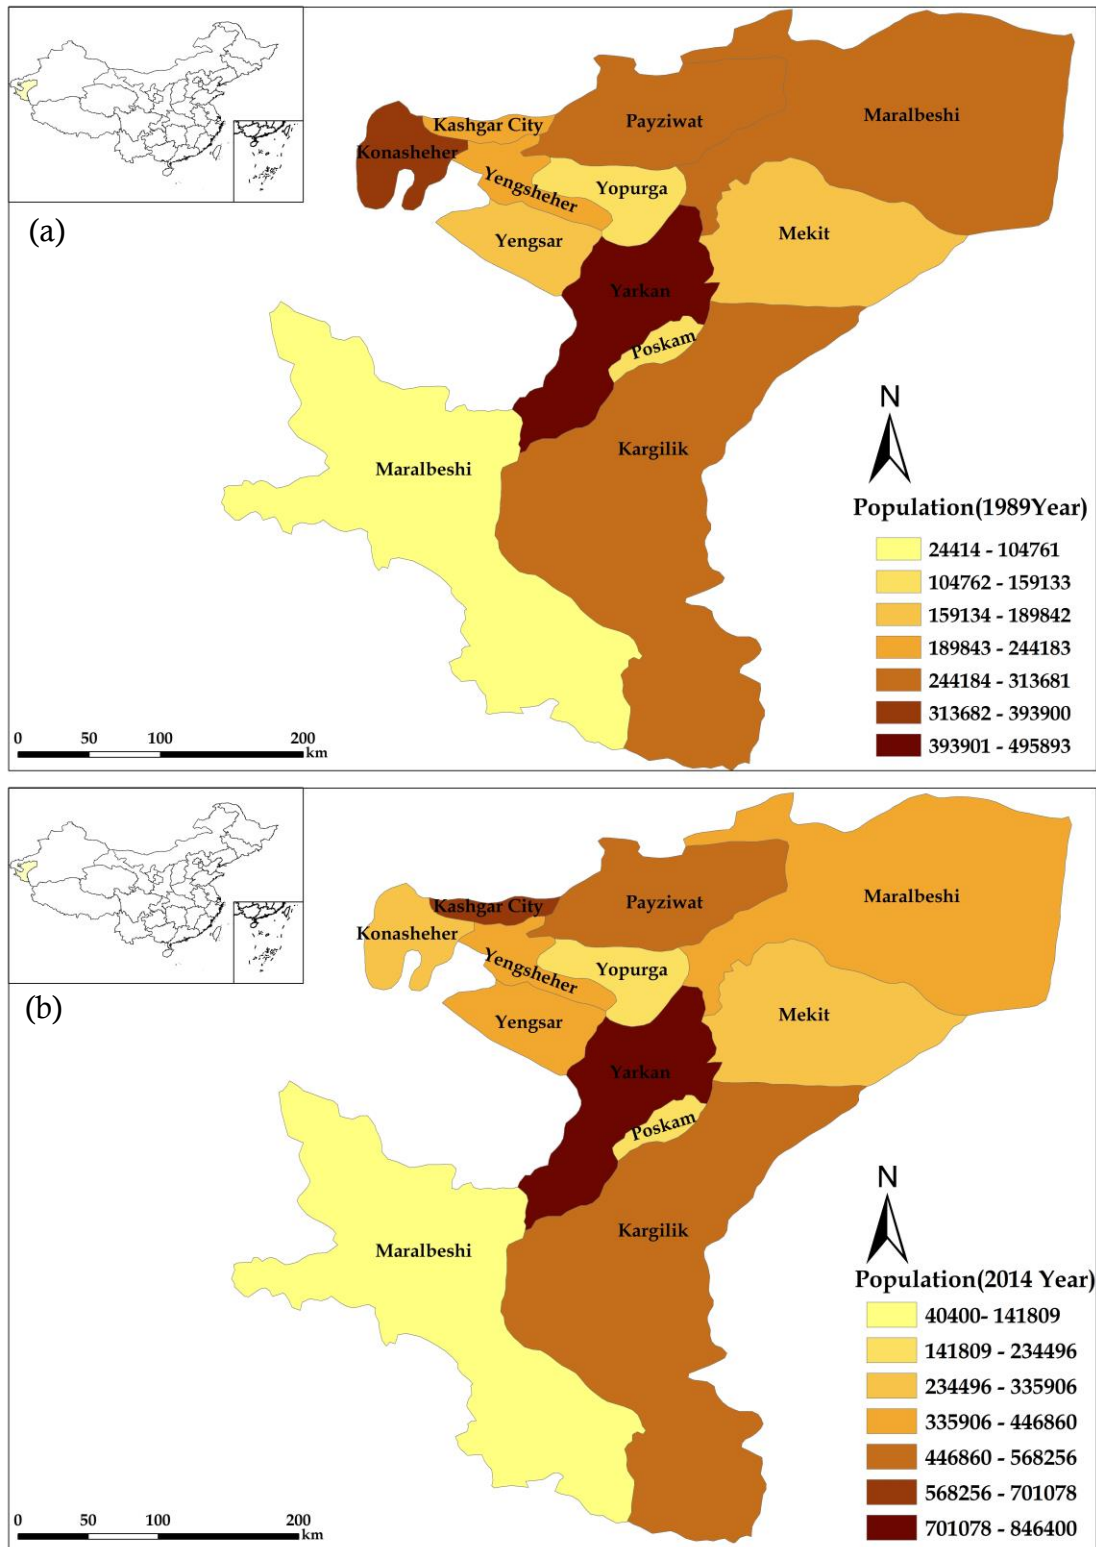 Maralbeshi
Kashgar City
Payziwat
Konasheher
Yengsheher
Yopurga
(a)
Yengsar
Mekit
Yarkan
Poskam
N
Kargilik
Maralbeshi
Population(1989Year)
24414 - 104761
104762 - 159133
159134 - 189842
189843 - 244183
244184 - 313681
313682 - 393900
393901 - 495893
0 50 100 200
km
Maralbeshi
Kashgar City
Payziwat
Konasheher
Yengsheher
Yopurga
(b)
Yengsar
Mekit
Yarkan
Poskam
N
Kargilik
Maralbeshi
Population(2014 Year)
40400- 141809
141809 - 234496
234496 - 335906
335906 - 446860
446860 - 568256
568256 - 701078
701078 - 846400
0 50 100 200
km